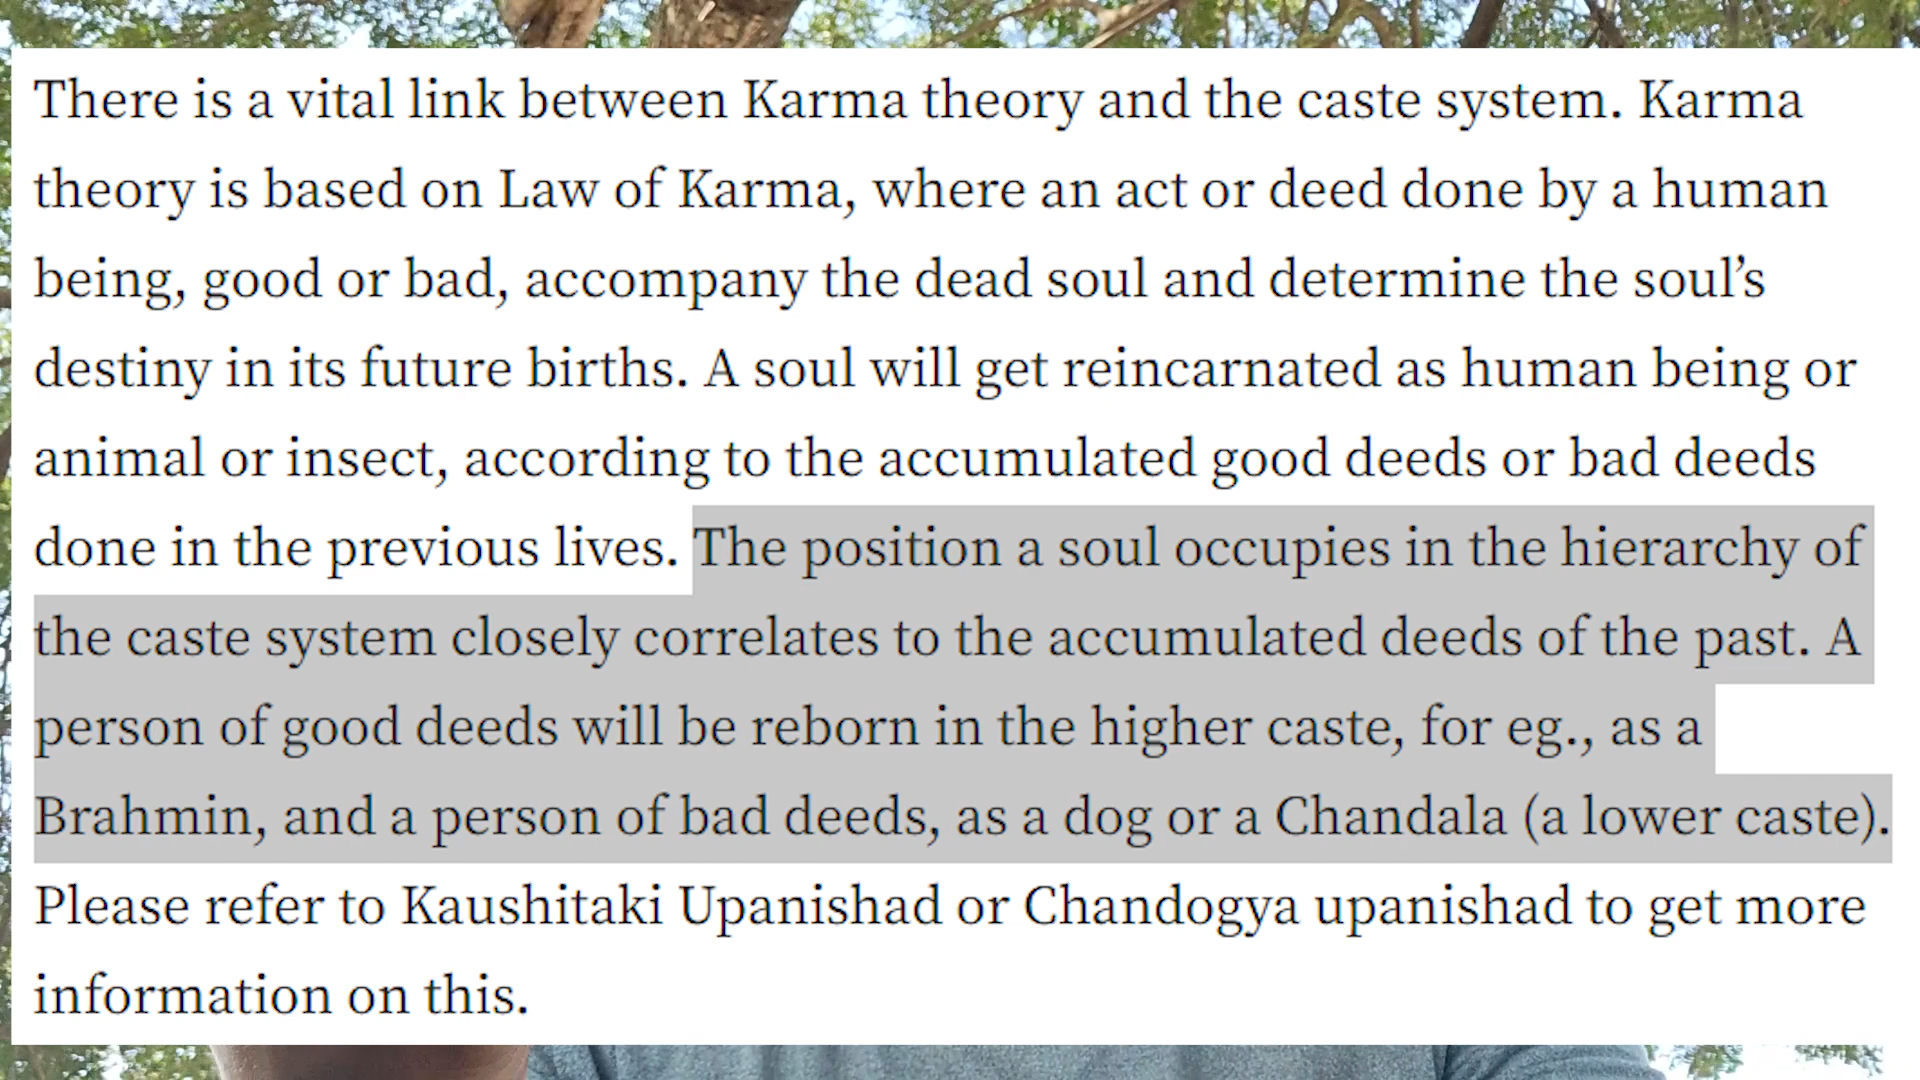 There is a vital link between Karma theory and the caste system. Karma
theory is based on Law of Karma, where an act or deed done by a human
being, good or bad, accompany the dead soul and determine the soul’s
destiny in its future births. A soul will get reincarnated as human being or
animal or insect, according to the accumulated good deeds or bad deeds
done in the previous lives. The position a soul occupies in the hierarchy of
the caste system closely correlates to the accumulated deeds of the past. A
person of good deeds will be reborn in the higher caste, for eg., as a
Brahmin, and a person of bad deeds, as a dog or a Chandala (a lower caste).
Please refer to Kaushitaki Upanishad or Chandogya upanishad to get more
information on this.